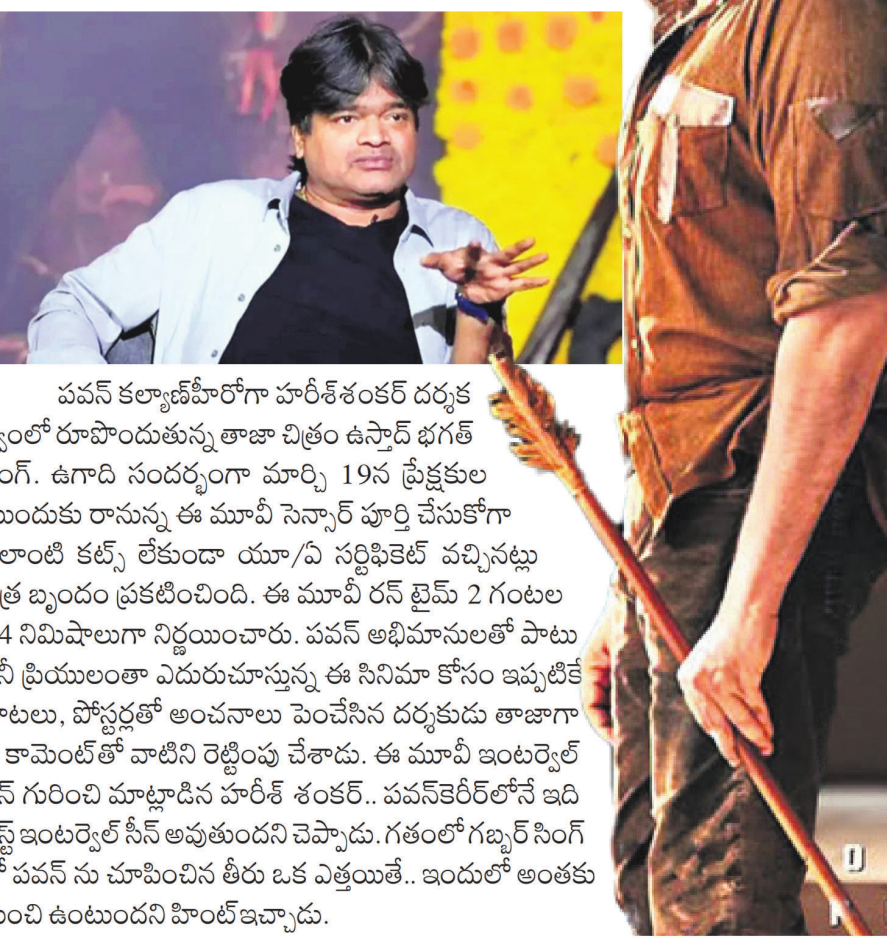 పవన్ కల్యాణ్‌హీరోగా హరీశ్‌శంకర్ దర్శక
్వంలో రూపొందుతున్న తాజా చిత్రం ఉస్తాద్ భగత్
ంగ్. ఉగాది సందర్భంగా మార్చి 19న ప్రేక్షకుల
ుందుకు రానున్న ఈ మూవీ సెన్సార్ పూర్తి చేసుకోగా
లాంటి కట్స్ లేకుండా యూ/ఏ సర్టిఫికెట్ వచ్చినట్లు
త్ర బృందం ప్రకటించింది. ఈ మూవీ రన్ టైమ్ 2 గంటల
4 నిమిషాలుగా నిర్ణయించారు. పవన్ అభిమానులతో పాటు
నీ ప్రియులంతా ఎదురుచూస్తున్న ఈ సినిమా కోసం ఇప్పటికే
ాటలు, పోస్టర్లతో అంచనాలు పెంచేసిన దర్శకుడు తాజాగా
కామెంట్‌తో వాటిని రెట్టింపు చేశాడు. ఈ మూవీ ఇంటర్వెల్
న్ గురించి మాట్లాడిన హరీశ్ శంకర్.. పవన్‌కెరీర్‌లోనే ఇది
స్ట్ ఇంటర్వెల్ సీన్ అవుతుందని చెప్పాడు. గతంలో గబ్బర్ సింగ్
పవన్ ను చూపించిన తీరు ఒక ఎత్తయితే.. ఇందులో అంతకు
ించి ఉంటుందని హింట్ ఇచ్చాడు.